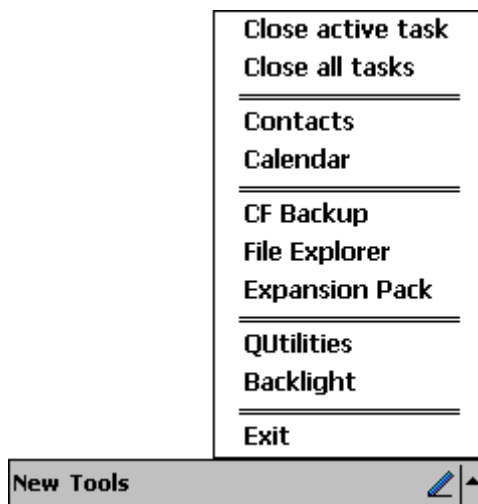 Close active task
Close all tasks
Contacts
Calendar
CF Backup
File Explorer
Expansion Pack
QUtilities
Backlight
Exit
New Tools